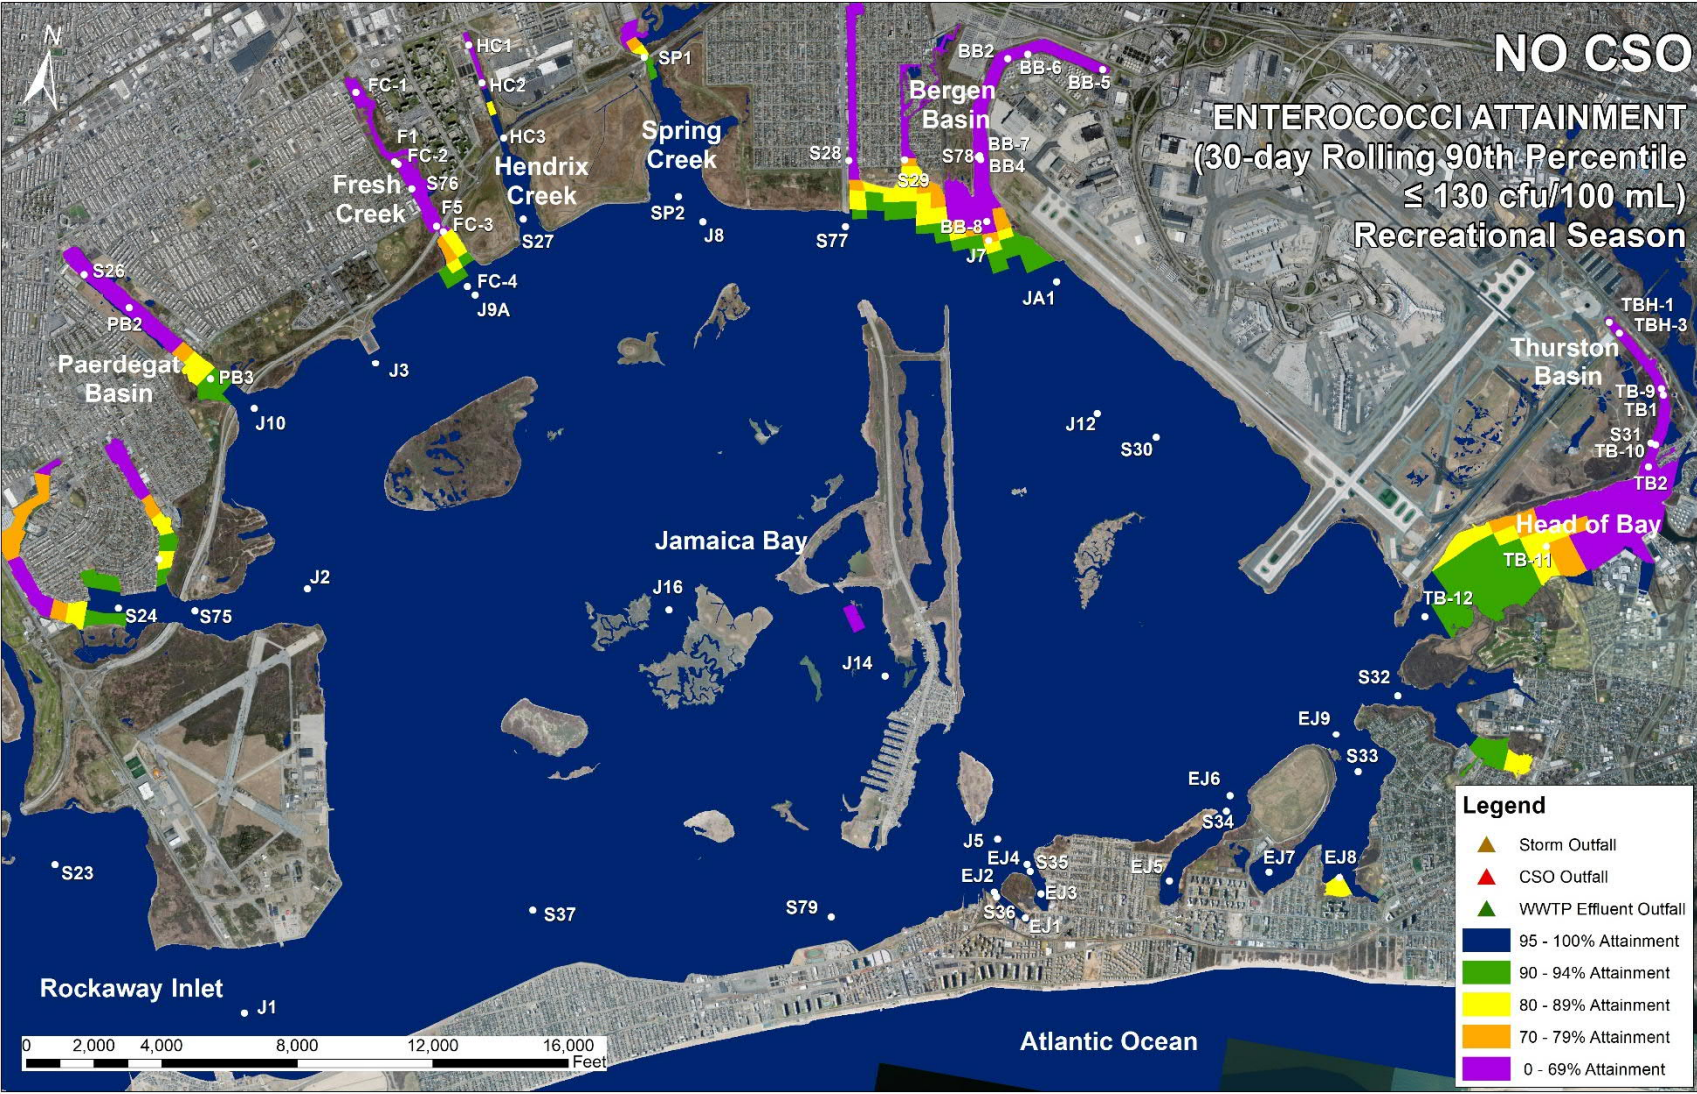 NO CSO
ENTEROCOCCI ATTAINMENT
(30-day Rolling 90th Percentile
≤ 130 cfu/100 mL)
Recreational Season
N
HC1
HC2
HC3
Hendrix
Creek
S27
FC-1
F1
FC-2
S76
Fresh
Creek
F5
FC-3
FC-4
J9A
SP1
Spring
Creek
SP2
J8
S28
S77
S29
Bergen
Basin
BB2
BB-6
BB-5
BB-7
S78
BB4
BB-8
J7
JA1
S26
PB2
Paerdegat
Basin
PB3
J10
J3
J12
S30
TBH-1
TBH-3
Thurston
Basin
TB-9
TB1
S31
TB-10
TB2
Head of Bay
TB-11
TB-12
Jamaica Bay
J2
J16
J14
S24
S75
S32
EJ9
S33
EJ6
S34
EJ5
EJ7
EJ8
J5
EJ4
S35
EJ2
EJ3
S36
EJ1
S23
S37
S79
Rockaway Inlet
J1
Atlantic Ocean
0 2,000 4,000 8,000 12,000 16,000
Feet
Legend
Storm Outfall
CSO Outfall
WWTP Effluent Outfall
95 - 100% Attainment
90 - 94% Attainment
80 - 89% Attainment
70 - 79% Attainment
0 - 69% Attainment